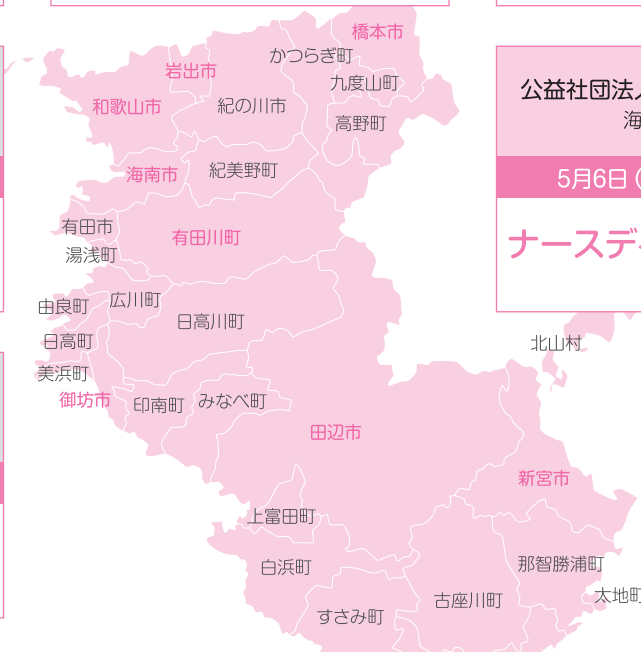 橋本市
かつらぎ町
岩出市
九度山町
公益社団法人
和歌山市
紀の川市
高野町
海南市
紀美野町
5月6日（
有田市
有田川町
湯浅町
ナースデ
由良町
広川町
日高川町
日高町
北山村
美浜町
御坊市
印南町
みなべ町
田辺市
新宮市
上富田町
白浜町
那智勝浦町
太地町
古座川町
すさみ町